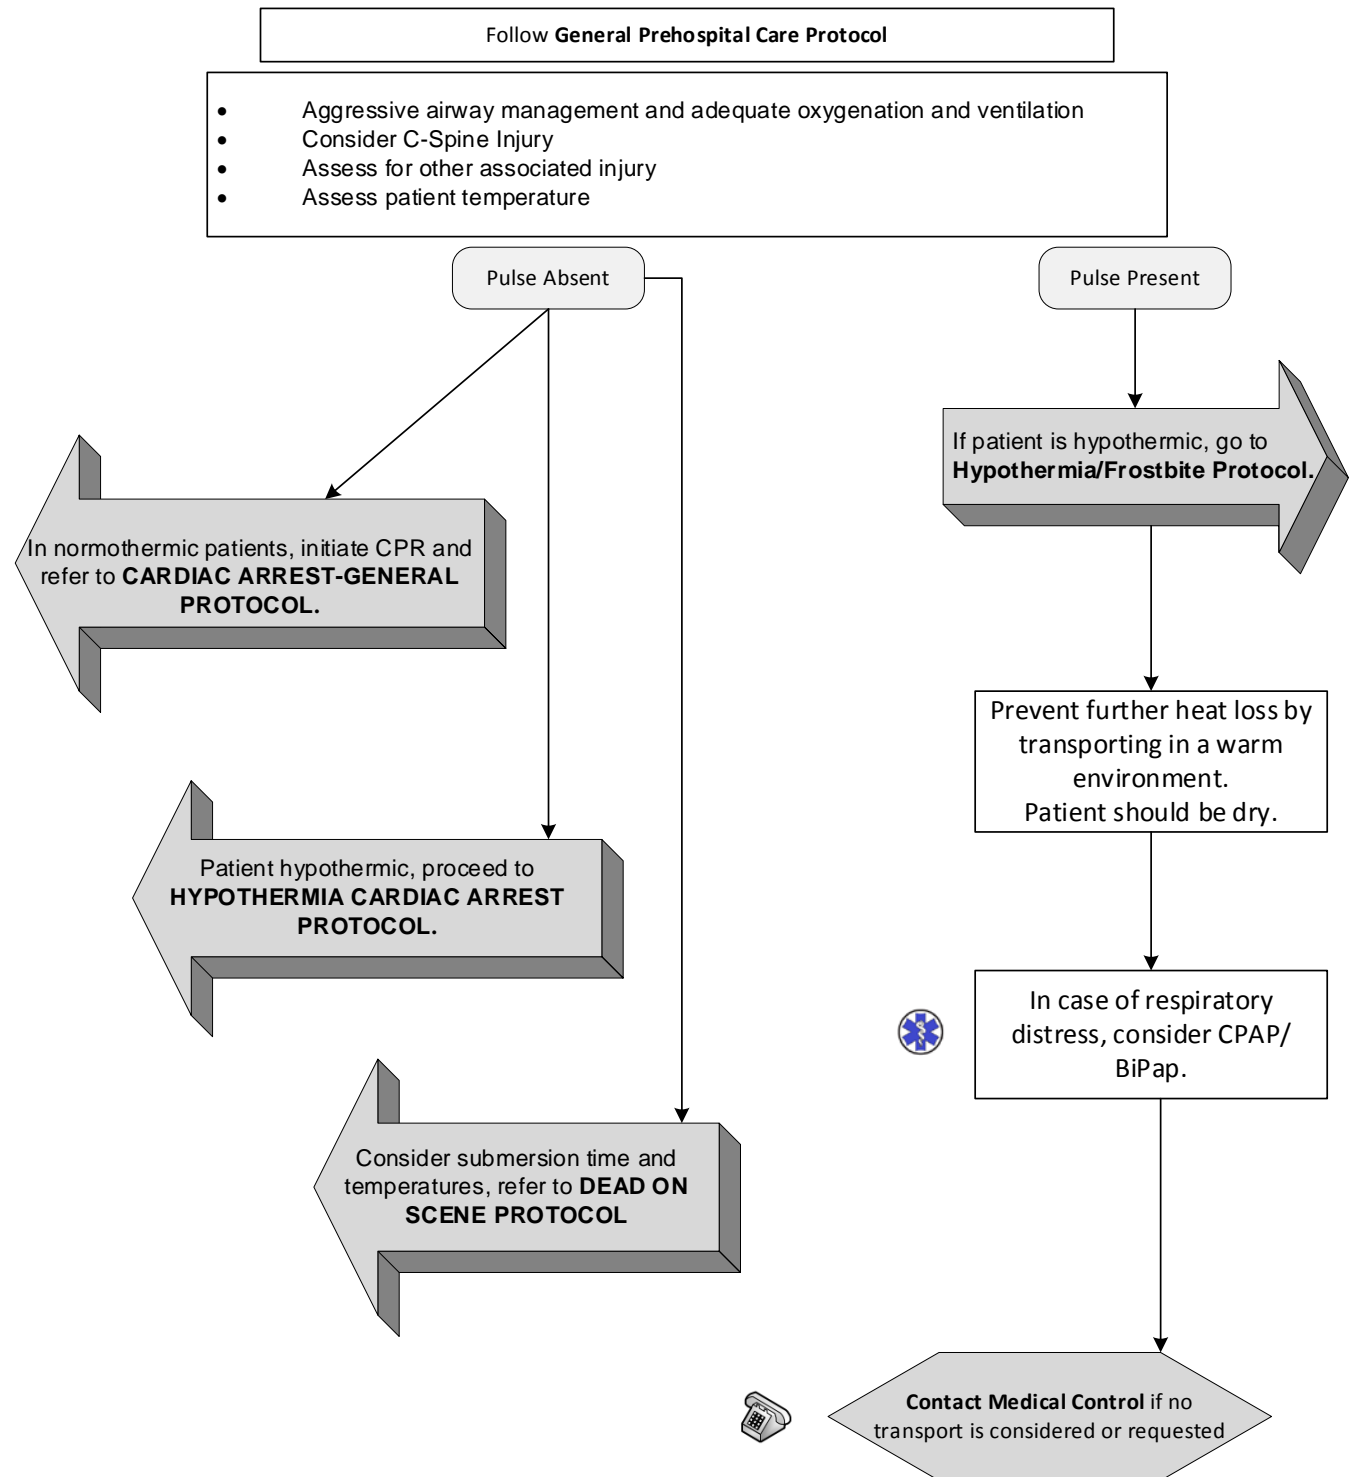 Follow General Prehospital Care Protocol
• Aggressive airway management and adequate oxygenation and ventilation
• Consider C-Spine Injury
• Assess for other associated injury
• Assess patient temperature
Pulse Absent
Pulse Present
In normothermic patients, initiate CPR and
refer to CARDIAC ARREST-GENERAL
PROTOCOL.
Patient hypothermic, proceed to
HYPOTHERMIA CARDIAC ARREST
PROTOCOL.
Consider submersion time and
temperatures, refer to DEAD ON
SCENE PROTOCOL
If patient is hypothermic, go to
Hypothermia/Frostbite Protocol.
Prevent further heat loss by
transporting in a warm
environment.
Patient should be dry.
In case of respiratory
distress, consider CPAP/
BiPap.
Contact Medical Control if no
transport is considered or requested